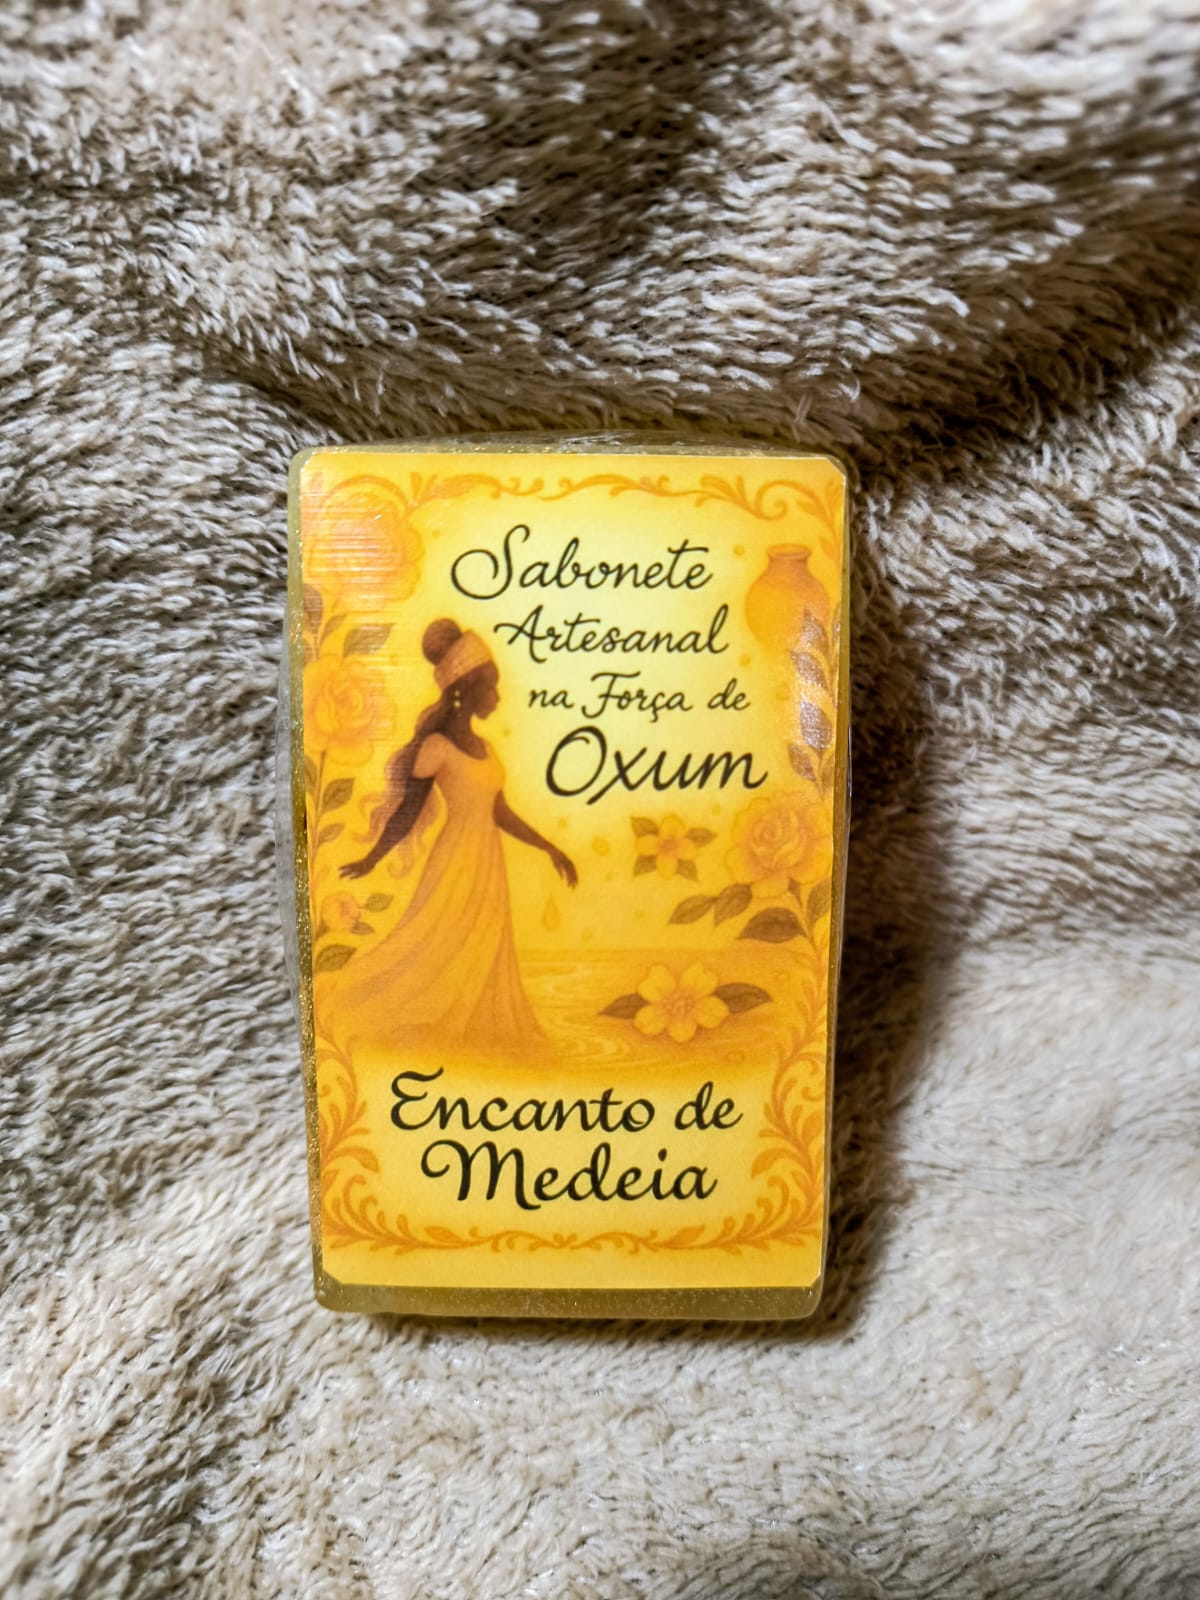 Sabonete
Artesanal
na Força de
Oxum
Encanto de
Medeia